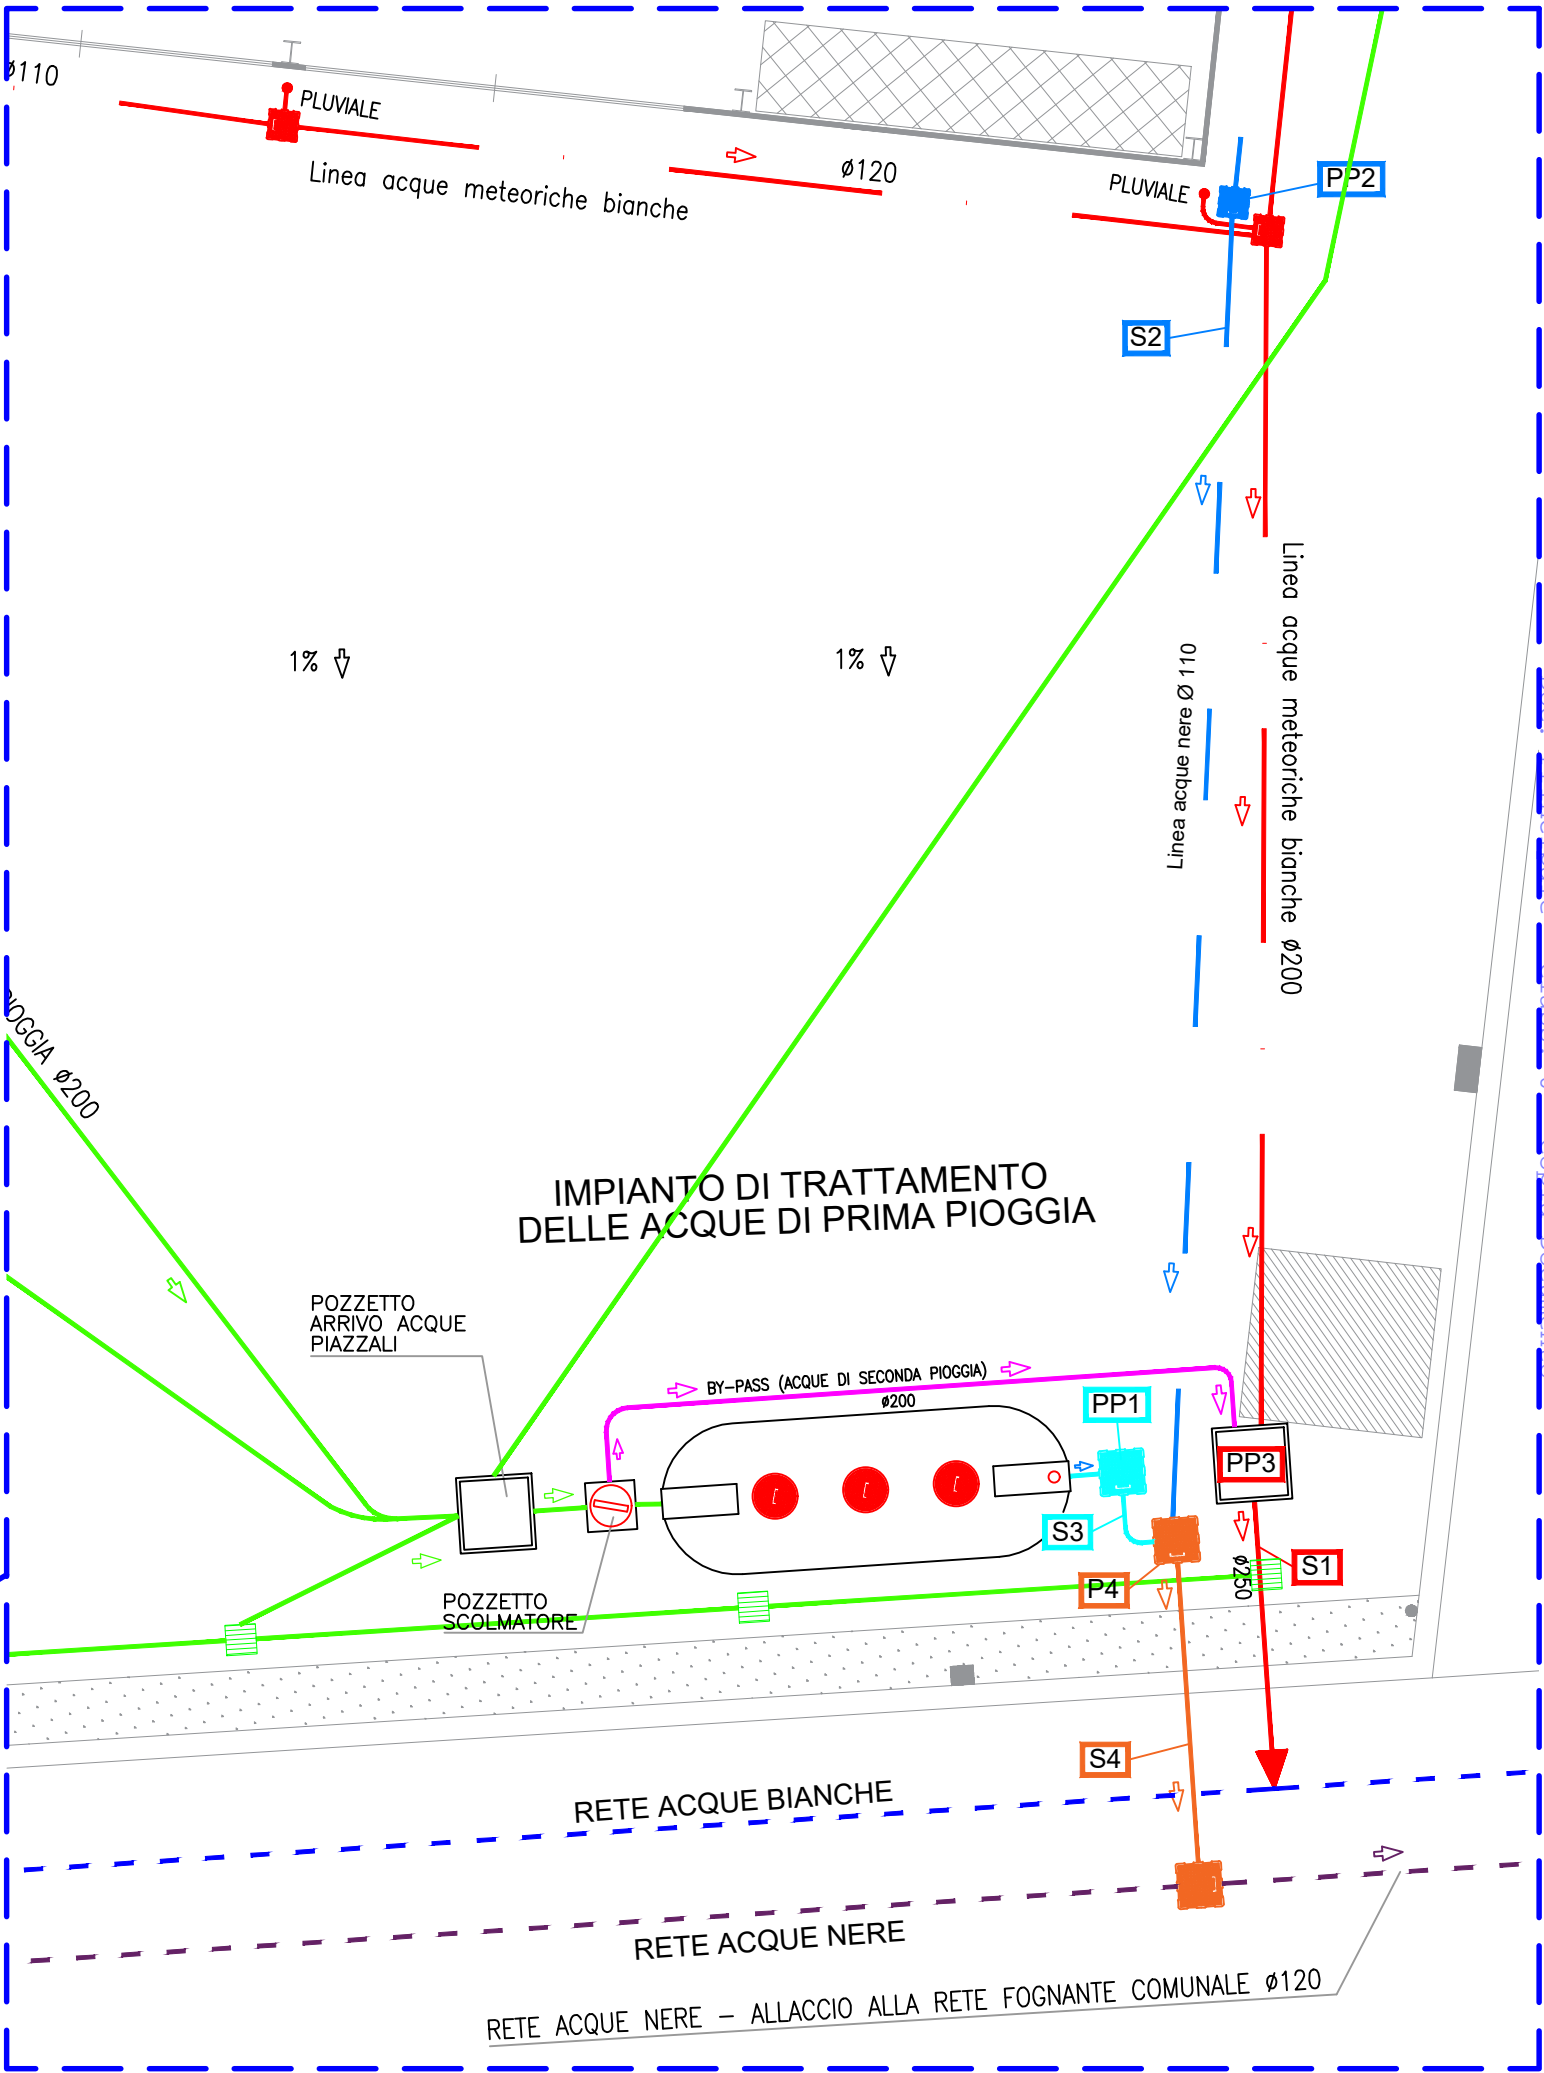 ø110
PLUVIALE
Linea acque meteoriche bianche
ø120
PLUVIALE
PP2
S2
Linea acque meteoriche bianche ø200
1%
1%
Linea acque nere Ø 110
PIOGGIA ø200
IMPIANTO DI TRATTAMENTO
DELLE ACQUE DI PRIMA PIOGGIA
POZZETTO
ARRIVO ACQUE
PIAZZALI
BY-PASS (ACQUE DI SECONDA PIOGGIA)
ø200
PP1
PP3
S3
S1
ø250
P4
POZZETTO
SCOLMATORE
S4
RETE ACQUE BIANCHE
RETE ACQUE NERE
RETE ACQUE NERE – ALLACCIO ALLA RETE FOGNANTE COMUNALE ø120